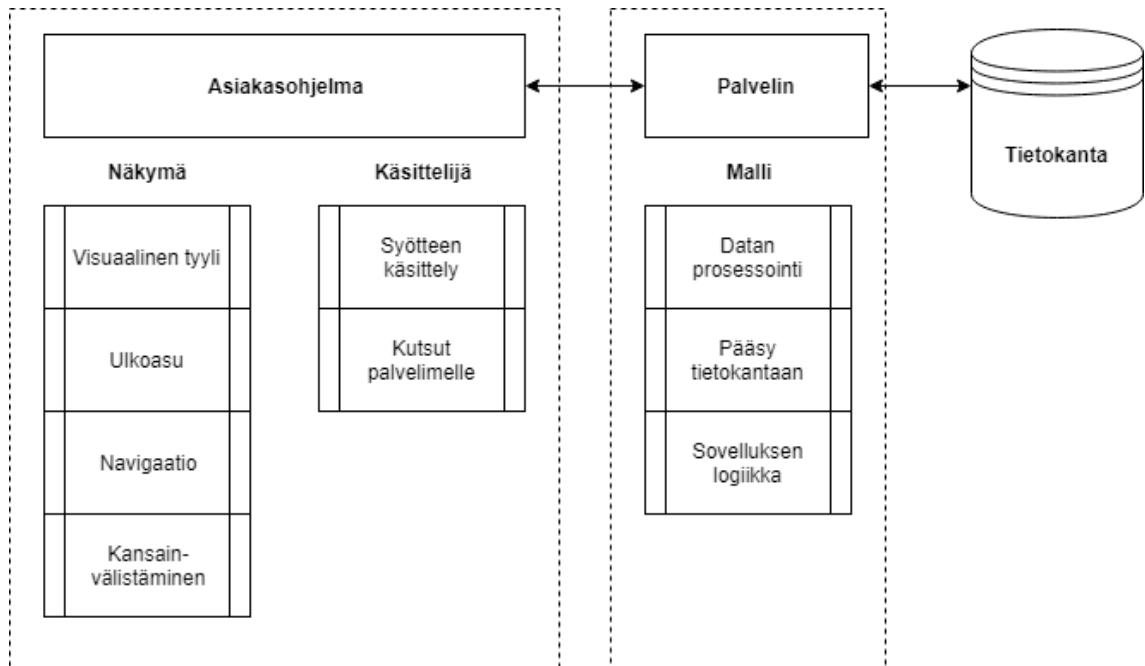 Asiakasohjelma
Palvelin
Tietokanta
Näkymä
Käsittelijä
Malli
Visuaalinen tyyli
Ulkoasu
Navigaatio
Kansain-
välistäminen
Syötteen
käsittely
Kutsut
palvelimelle
Datan
prosessointi
Pääsy
tietokantaan
Sovelluksen
logiikka